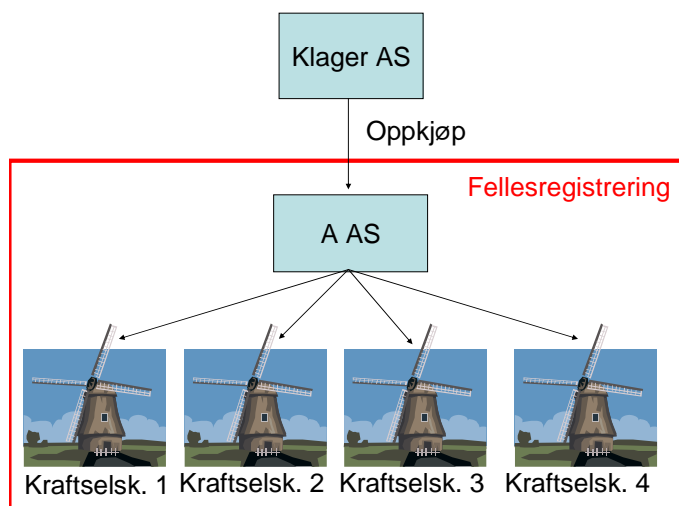 Klager AS
Oppkjøp
Fellesregistrering
A AS
Kraftselsk. 1
Kraftselsk. 2
Kraftselsk. 3
Kraftselsk. 4